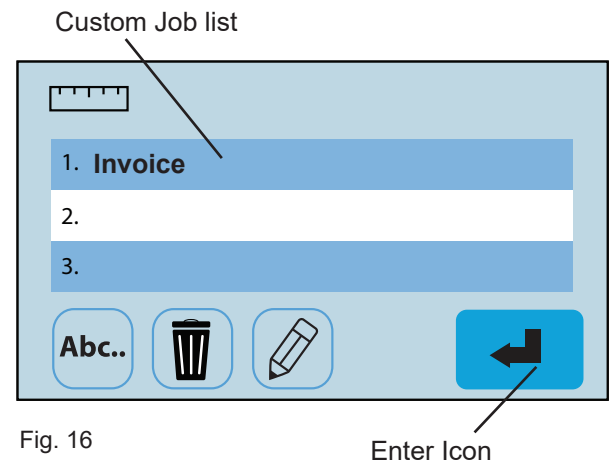 Custom Job list
1. Invoice
2.
3.
Abc..
Fig. 16
Enter Icon